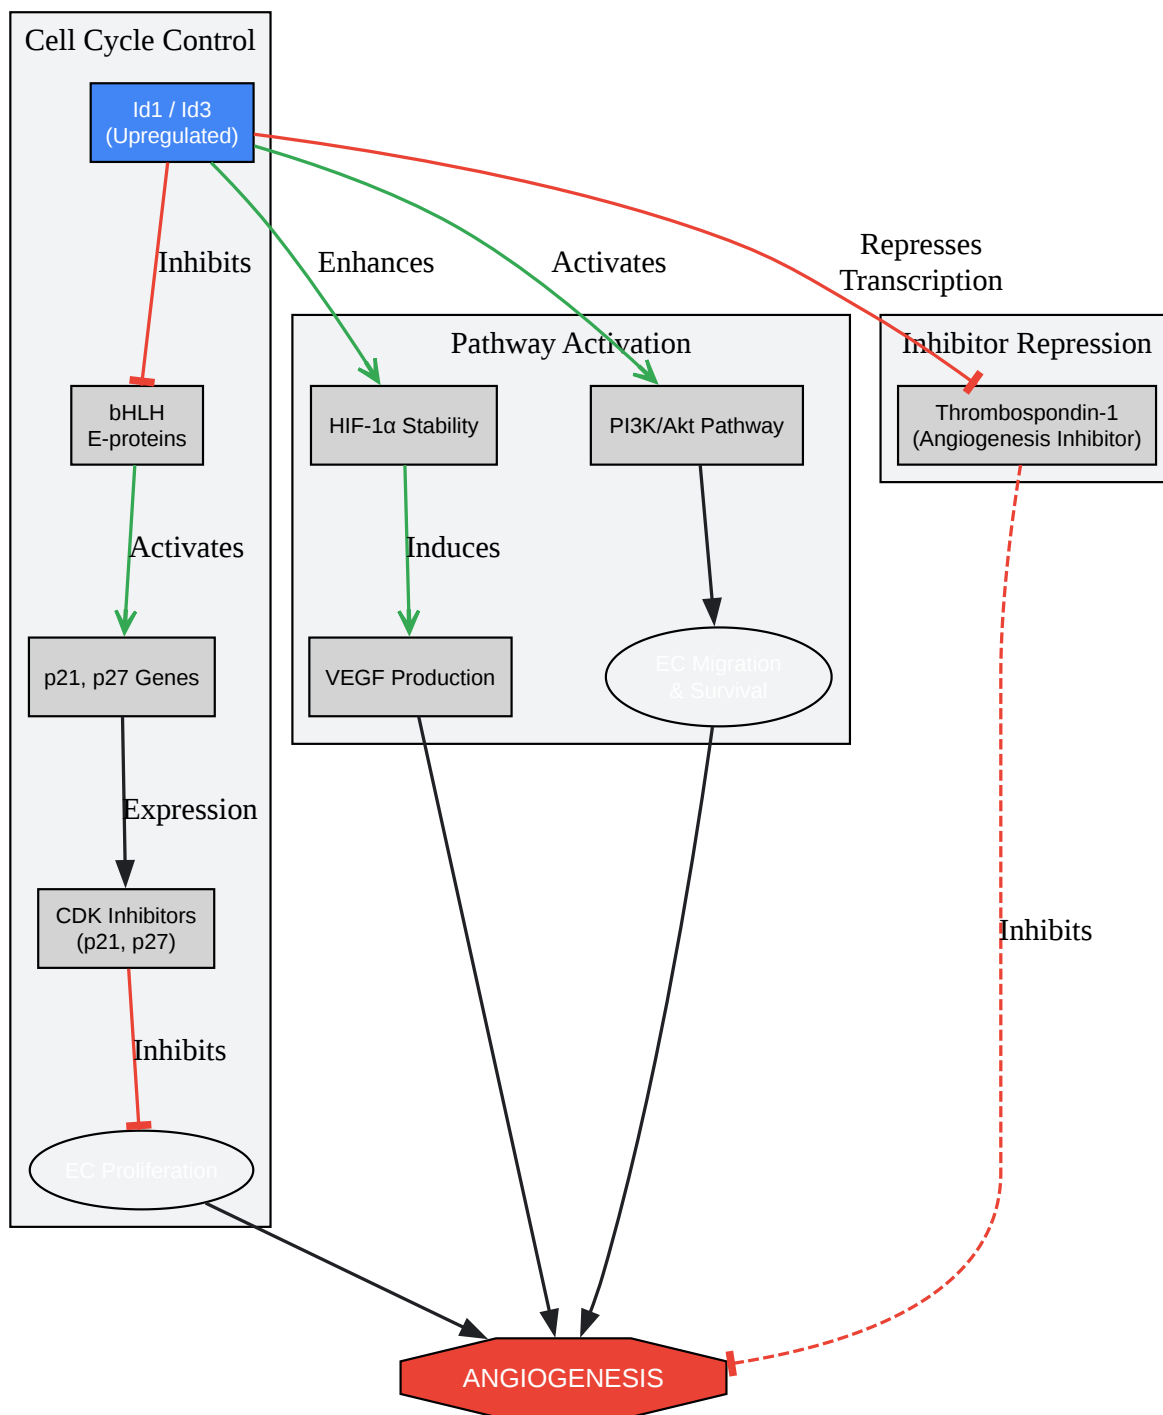 Cell Cycle Control
Id1 / Id3
(Upregulated)
Inhibits
Enhances
Activates
Represses
Transcription
Pathway Activation
Inhibitor Repression
bHLH
E-proteins
HIF-1α Stability
PI3K/Akt Pathway
Thrombospondin-1
(Angiogenesis Inhibitor)
Activates
Induces
p21, p27 Genes
VEGF Production
EC Migration
& Survival
Expression
CDK Inhibitors
(p21, p27)
Inhibits
Inhibits
EC Proliferation
ANGIOGENESIS